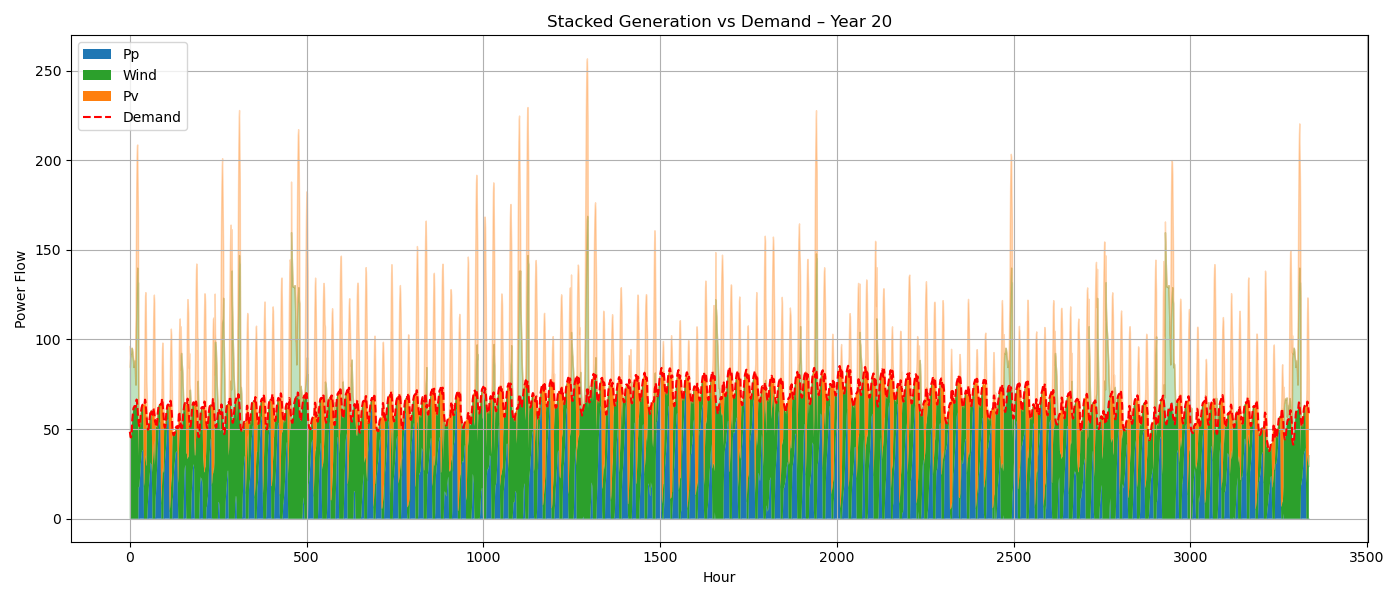 Stacked Generation vs Demand – Year 20
Pp
Wind
Pv
Demand
Power Flow
250
200
150
100
50
0
0 500 1000 1500 2000 2500 3000 3500
Hour